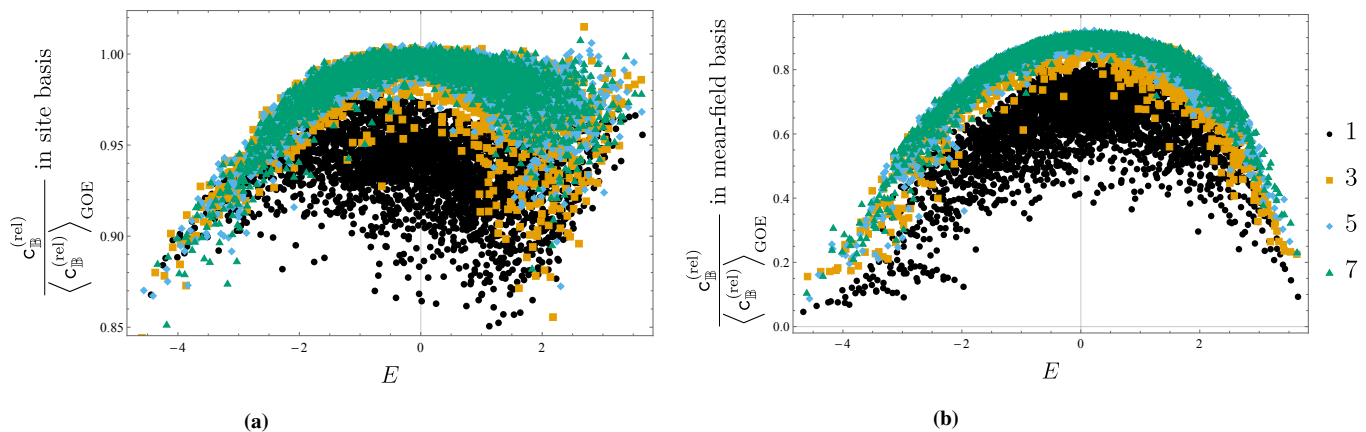 c_𝔹^(rel) / ⟨c_𝔹^(rel)⟩_GOE in site basis
1.00
0.95
0.90
0.85
−4 −2 0 2
E
(a)
c_𝔹^(rel) / ⟨c_𝔹^(rel)⟩_GOE in mean-field basis
0.8
0.6
0.4
0.2
0.0
−4 −2 0 2
E
(b)
1
3
5
7